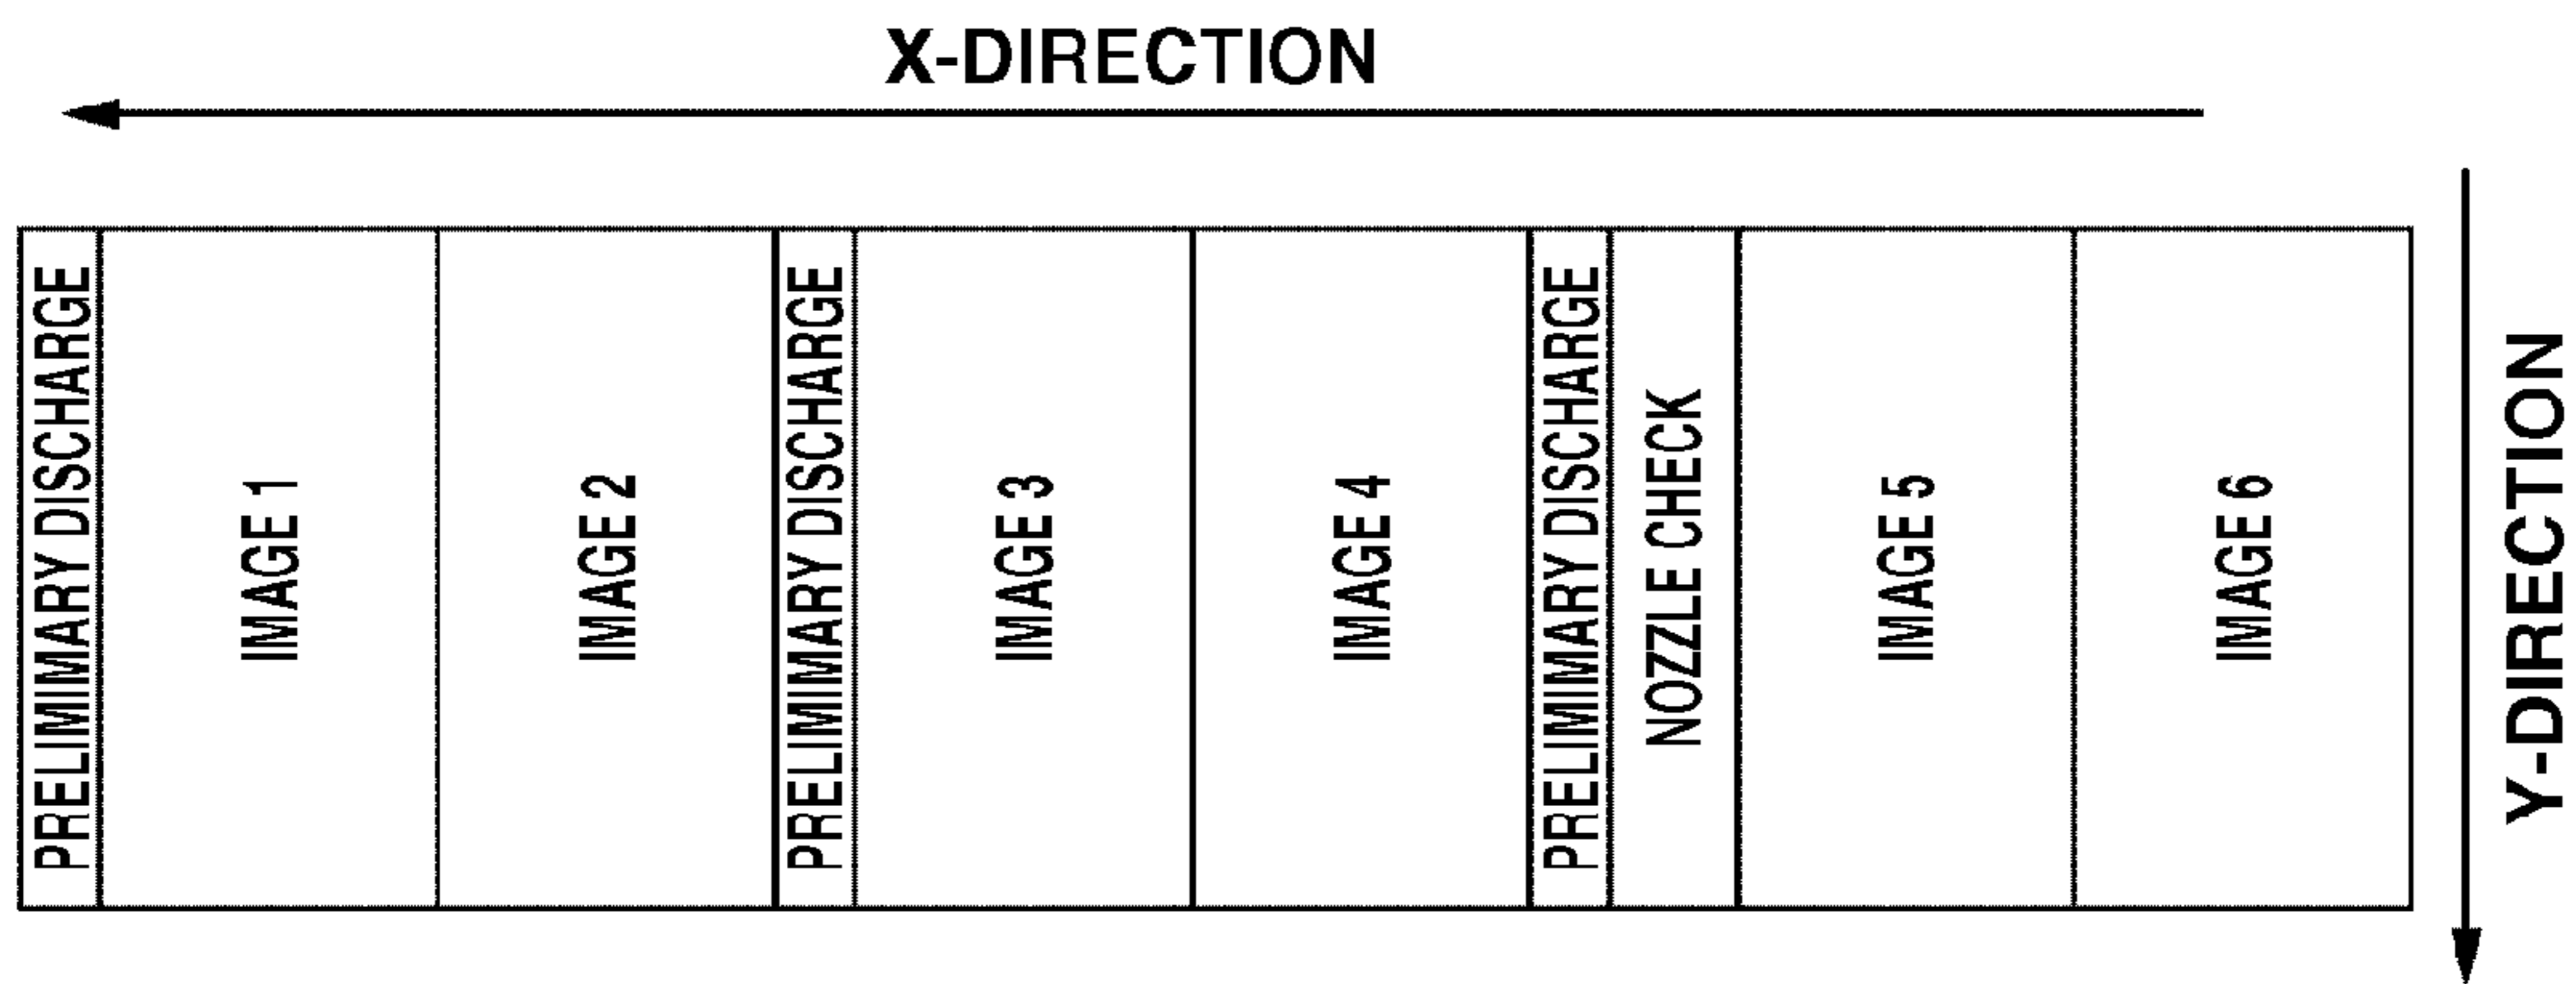 X-DIRECTION
PRELIMIMARY DISCHARGE
IMAGE 1
IMAGE 2
PRELIMIMARY DISCHARGE
IMAGE 3
IMAGE 4
PRELIMIMARY DISCHARGE
NOZZLE CHECK
IMAGE 5
IMAGE 6
Y-DIRECTION